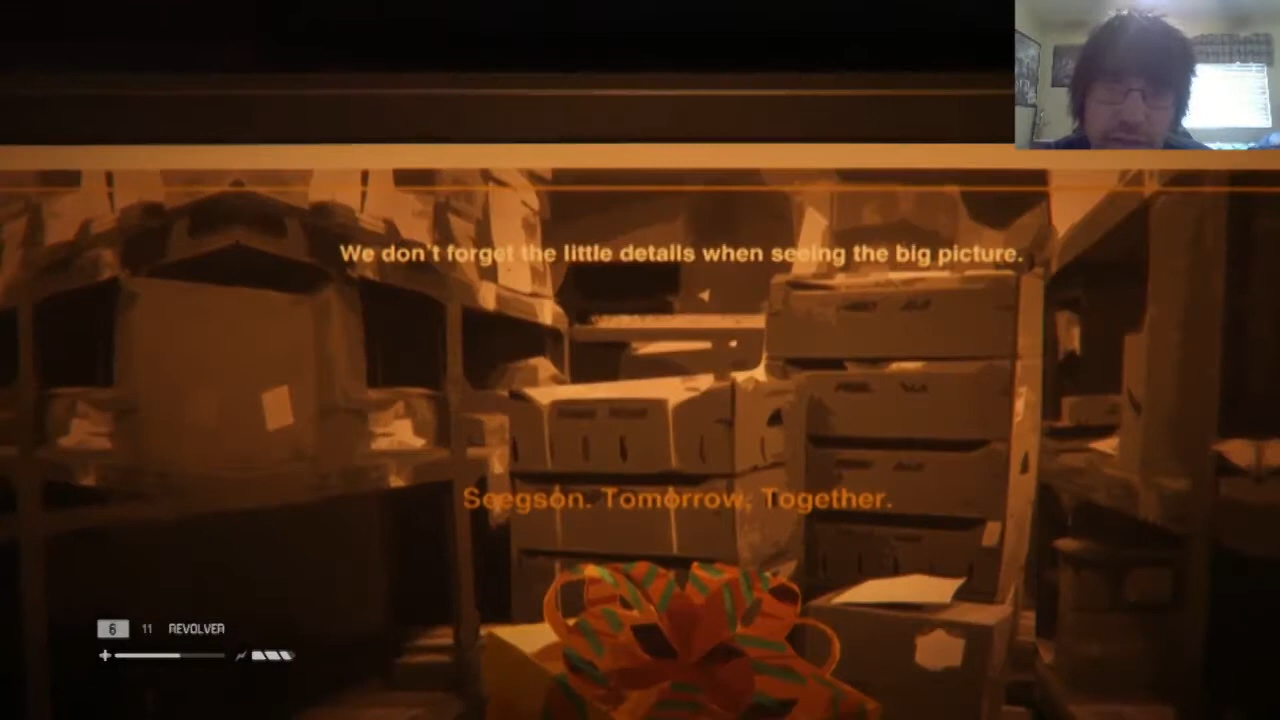 We don't forget the little details when seeing the big picture.
Seegson. Tomorrow, Together.
6 11 REVOLVER